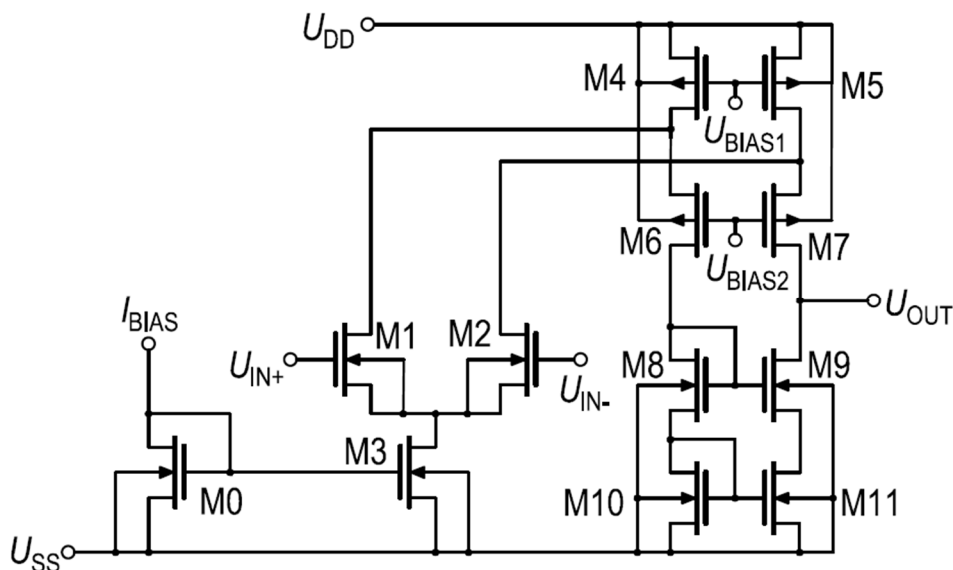 UDD
M4
M5
UBIAS1
M6
M7
UBIAS2
IBIAS
UOUT
M1
M2
UIN+
UIN-
M8
M9
M3
M0
M10
M11
USS